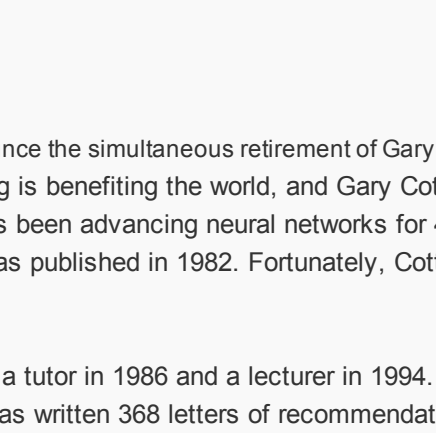 nce the simultaneous retirement of Gary
g is benefiting the world, and Gary Cot
s been advancing neural networks for
as published in 1982. Fortunately, Cot
a tutor in 1986 and a lecturer in 1994.
as written 368 letters of recommendat